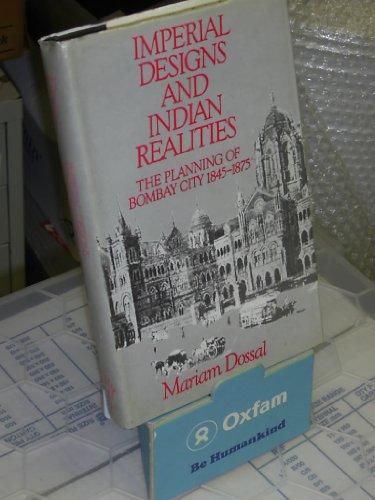 IMPERIAL
DESIGNS
AND
INDIAN
REALITIES
THE PLANNING OF
BOMBAY CITY 1845-1875
Mariam Dossal
Oxfam
Be Humankind